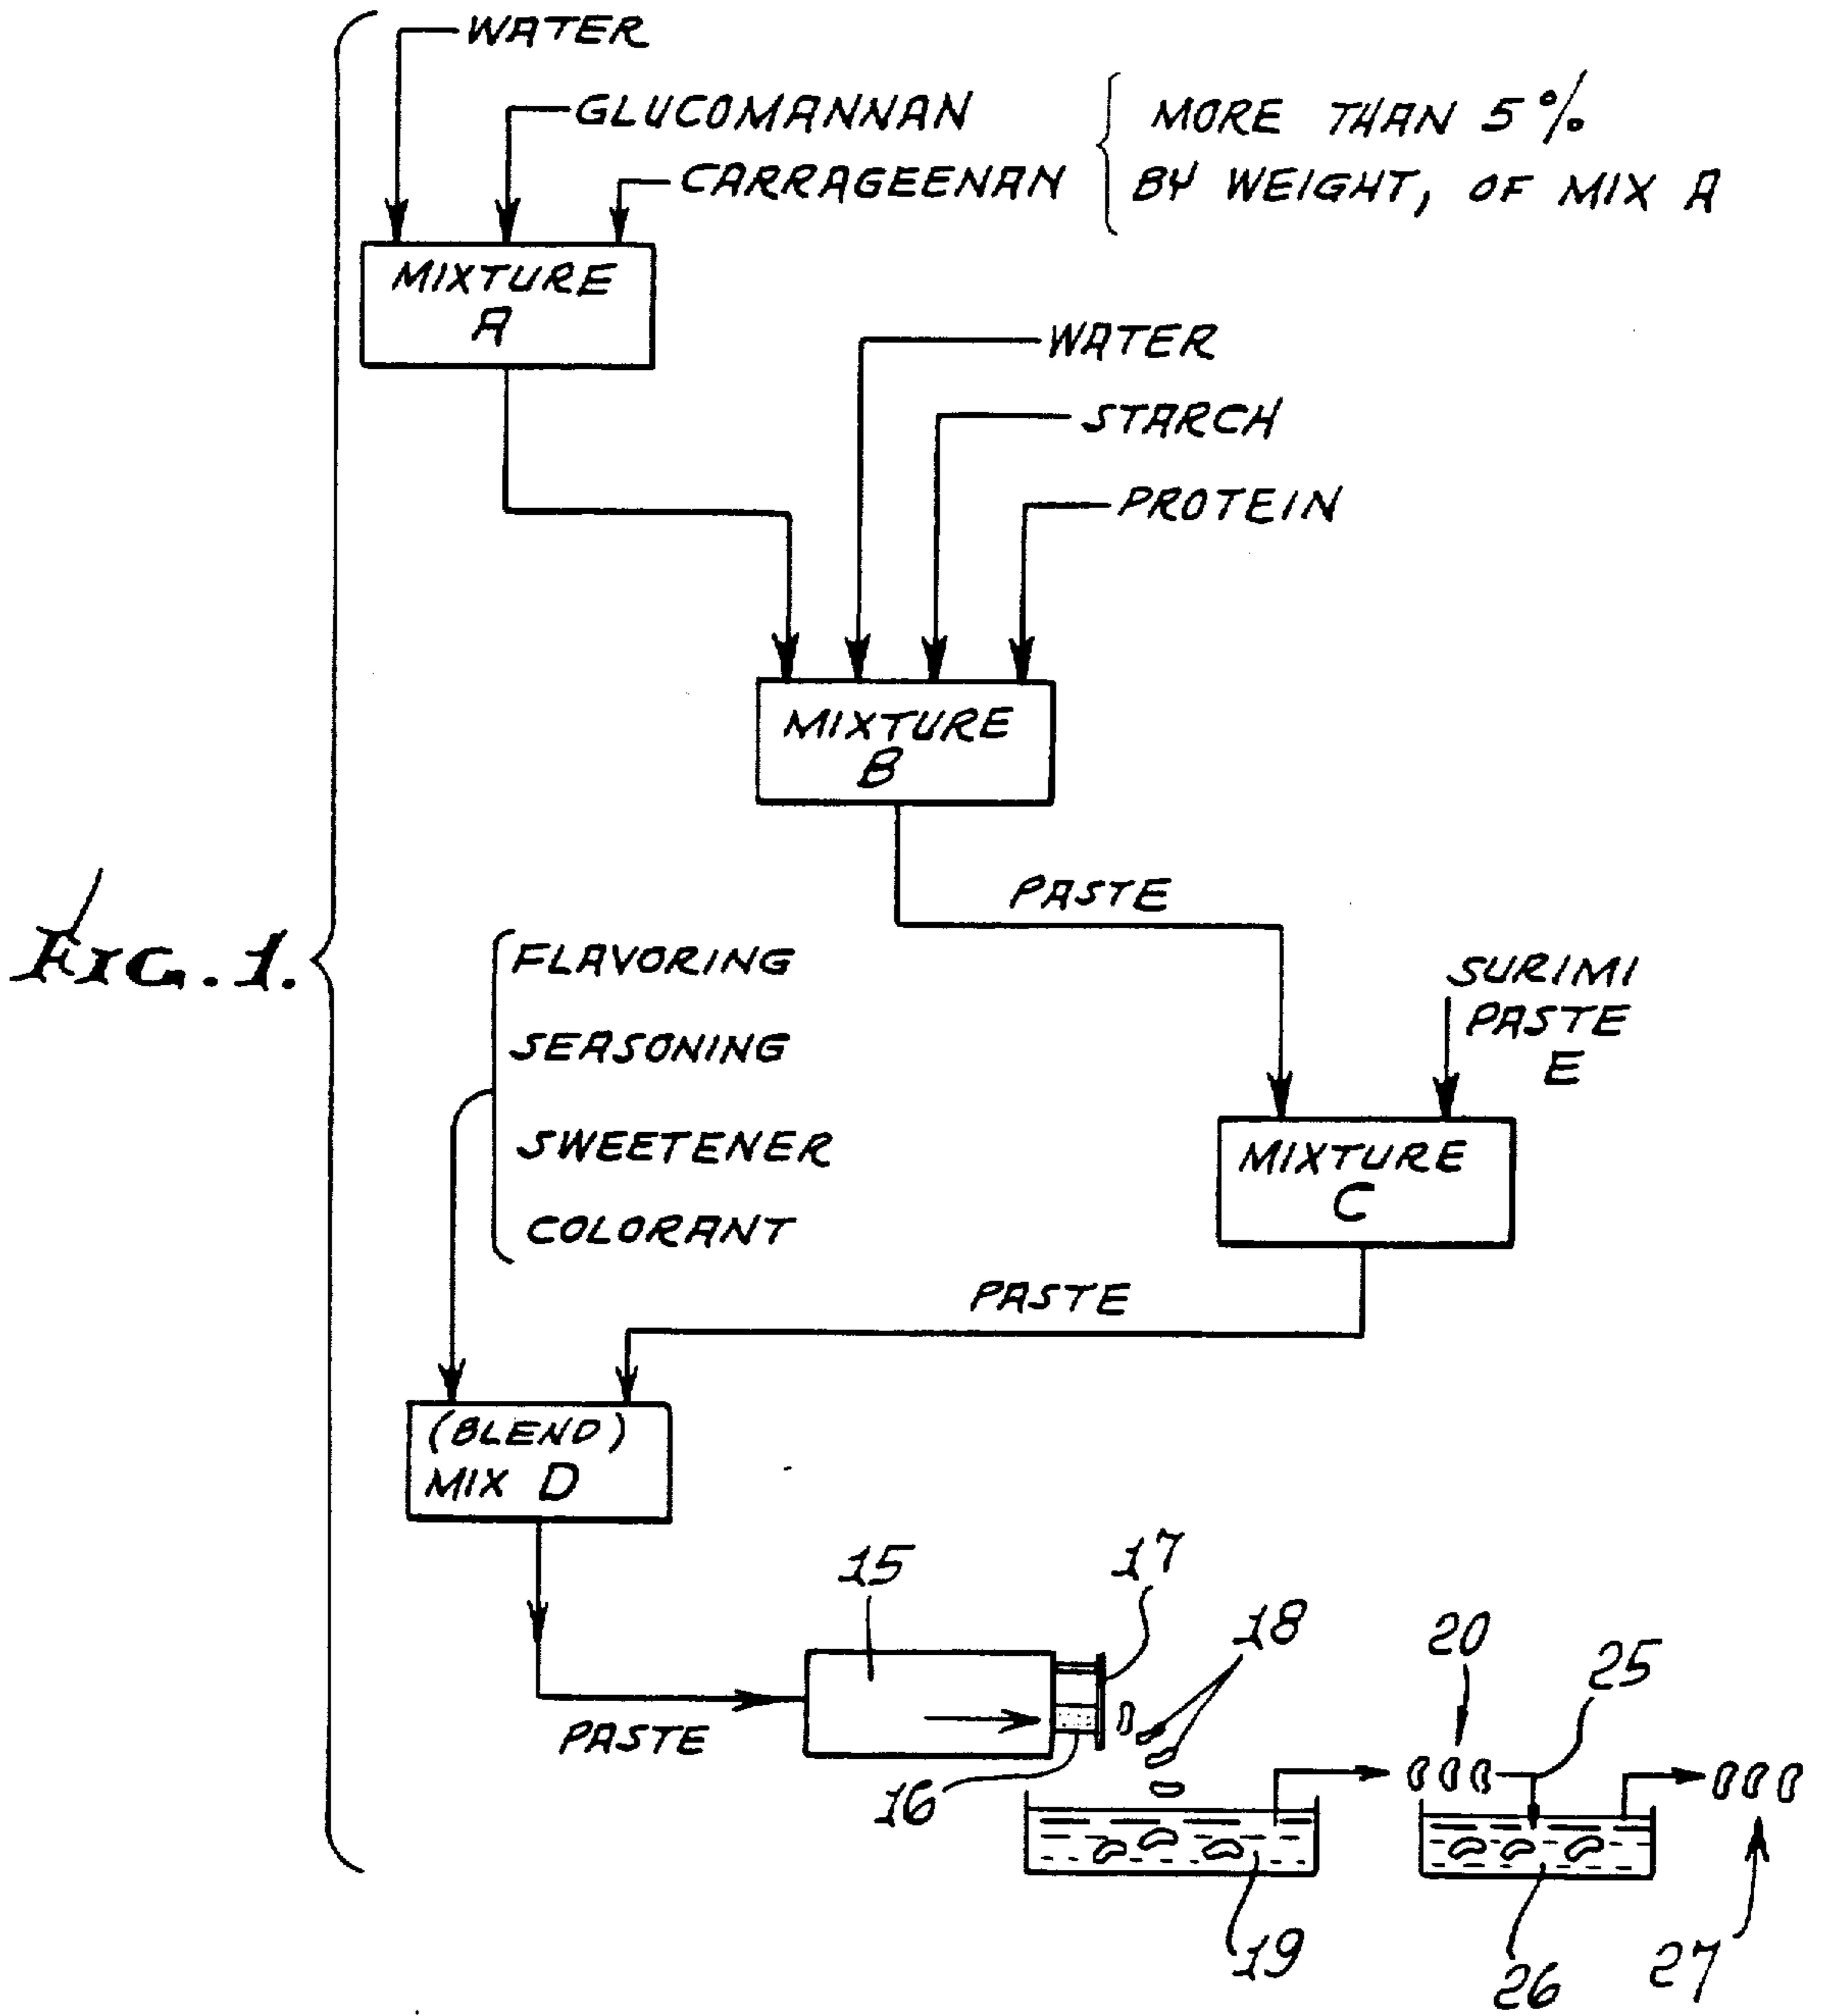 WATER
GLUCOMANNAN
CARRAGEENAN
MORE THAN 5%
BY WEIGHT, OF MIX A
MIXTURE
A
WATER
STARCH
PROTEIN
MIXTURE
B
PASTE
FIG. 1.
FLAVORING
SEASONING
SWEETENER
COLORANT
SURIMI
PASTE
E
MIXTURE
C
PASTE
(BLEND)
MIX D
PASTE
15
17
18
16
20
25
19
26
27